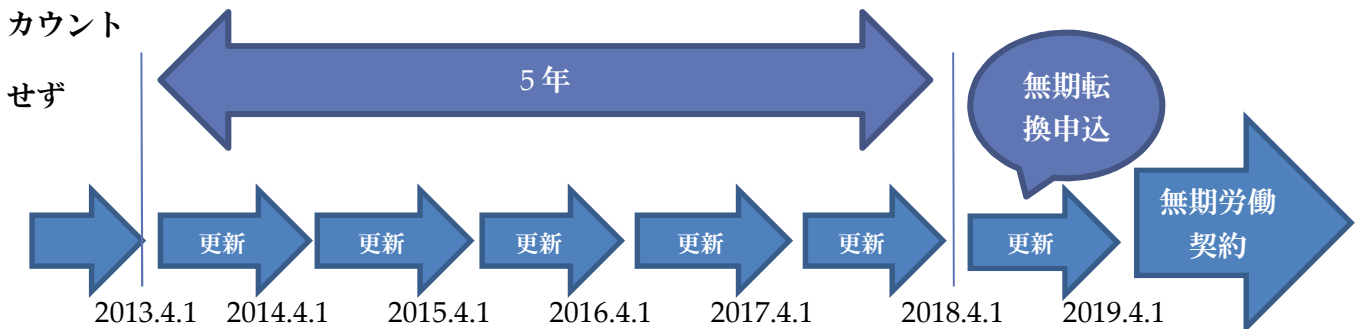 カウント
せず
5年
無期転
換申込
更新 更新 更新 更新 更新 更新
無期労働
契約
2013.4.1 2014.4.1 2015.4.1 2016.4.1 2017.4.1 2018.4.1 2019.4.1